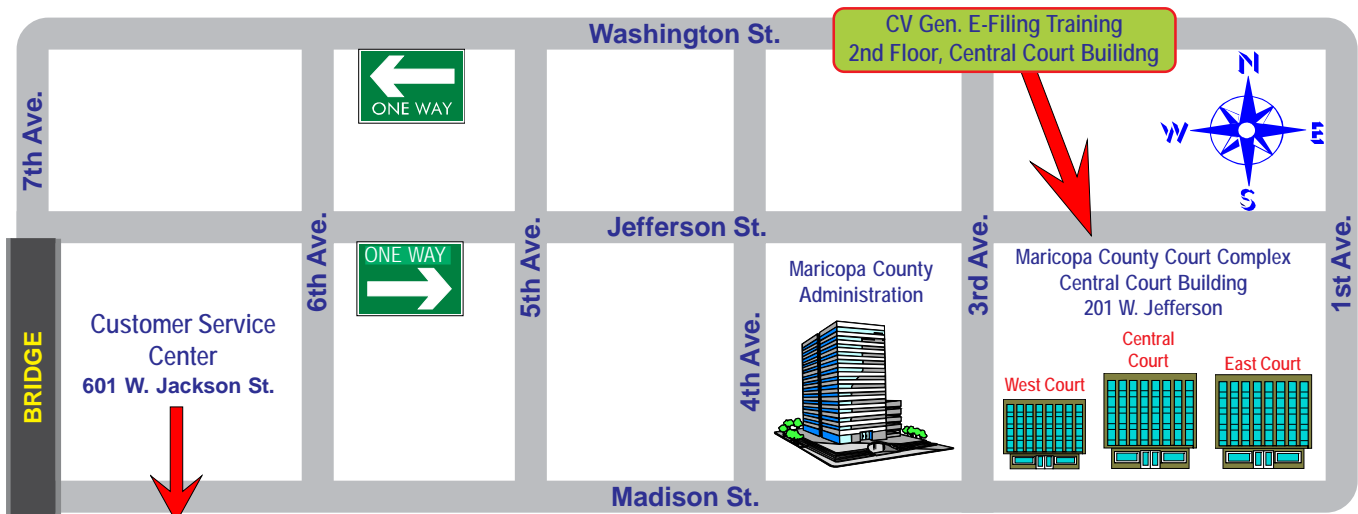 Washington St.
CV Gen. E-Filing Training
2nd Floor, Central Court Builidng
ONE WAY
N
W
E
S
7th Ave.
6th Ave.
5th Ave.
4th Ave.
3rd Ave.
1st Ave.
Jefferson St.
ONE WAY
BRIDGE
Customer Service
Center
601 W. Jackson St.
Maricopa County
Administration
Maricopa County Court Complex
Central Court Building
201 W. Jefferson
West Court
Central
Court
East Court
Madison St.